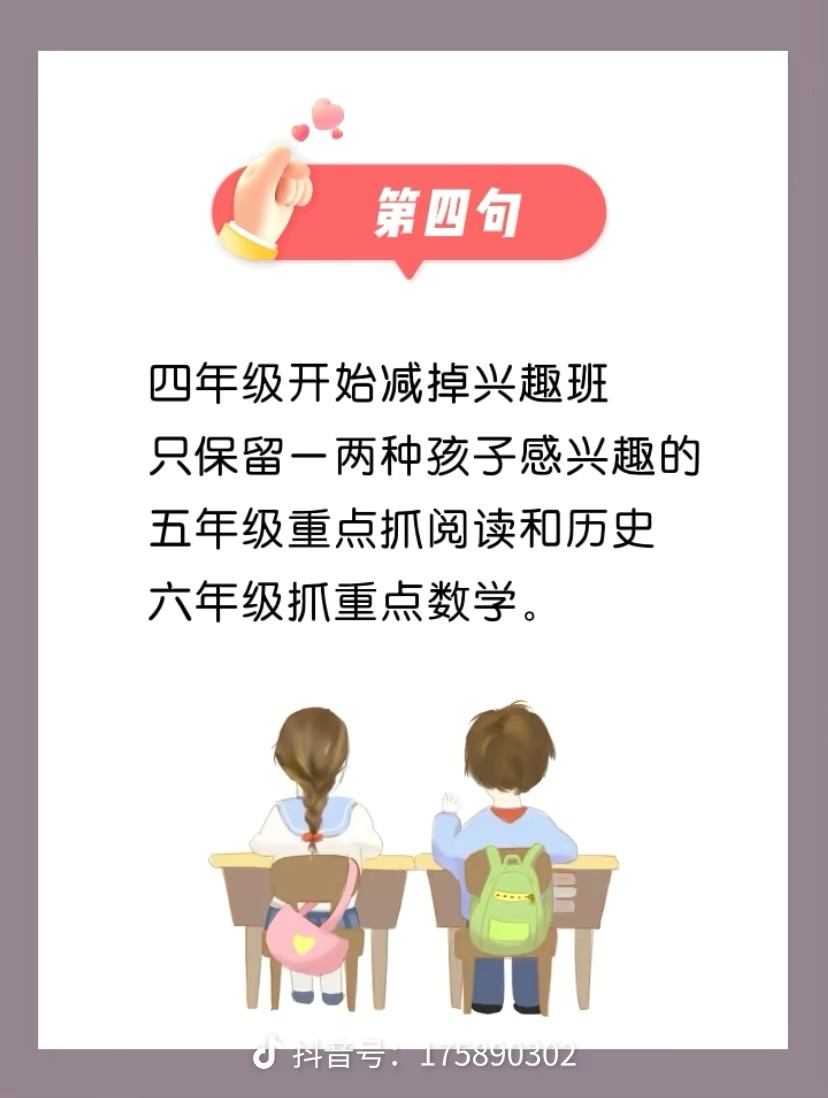 第四句
四年级开始减掉兴趣班
只保留一两种孩子感兴趣的
五年级重点抓阅读和历史
六年级抓重点数学。
抖音号：175890302